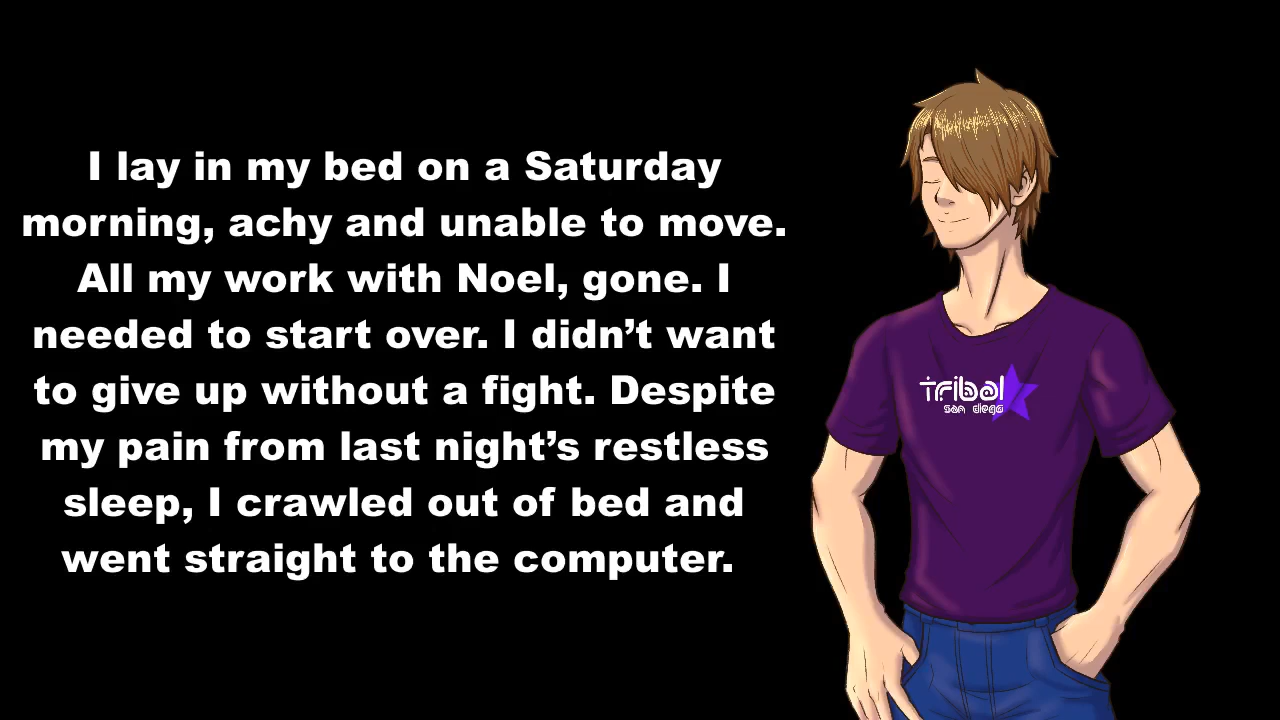 I lay in my bed on a Saturday
morning, achy and unable to move.
All my work with Noel, gone. I
needed to start over. I didn’t want
to give up without a fight. Despite
my pain from last night’s restless
sleep, I crawled out of bed and
went straight to the computer.
tribal
san diego